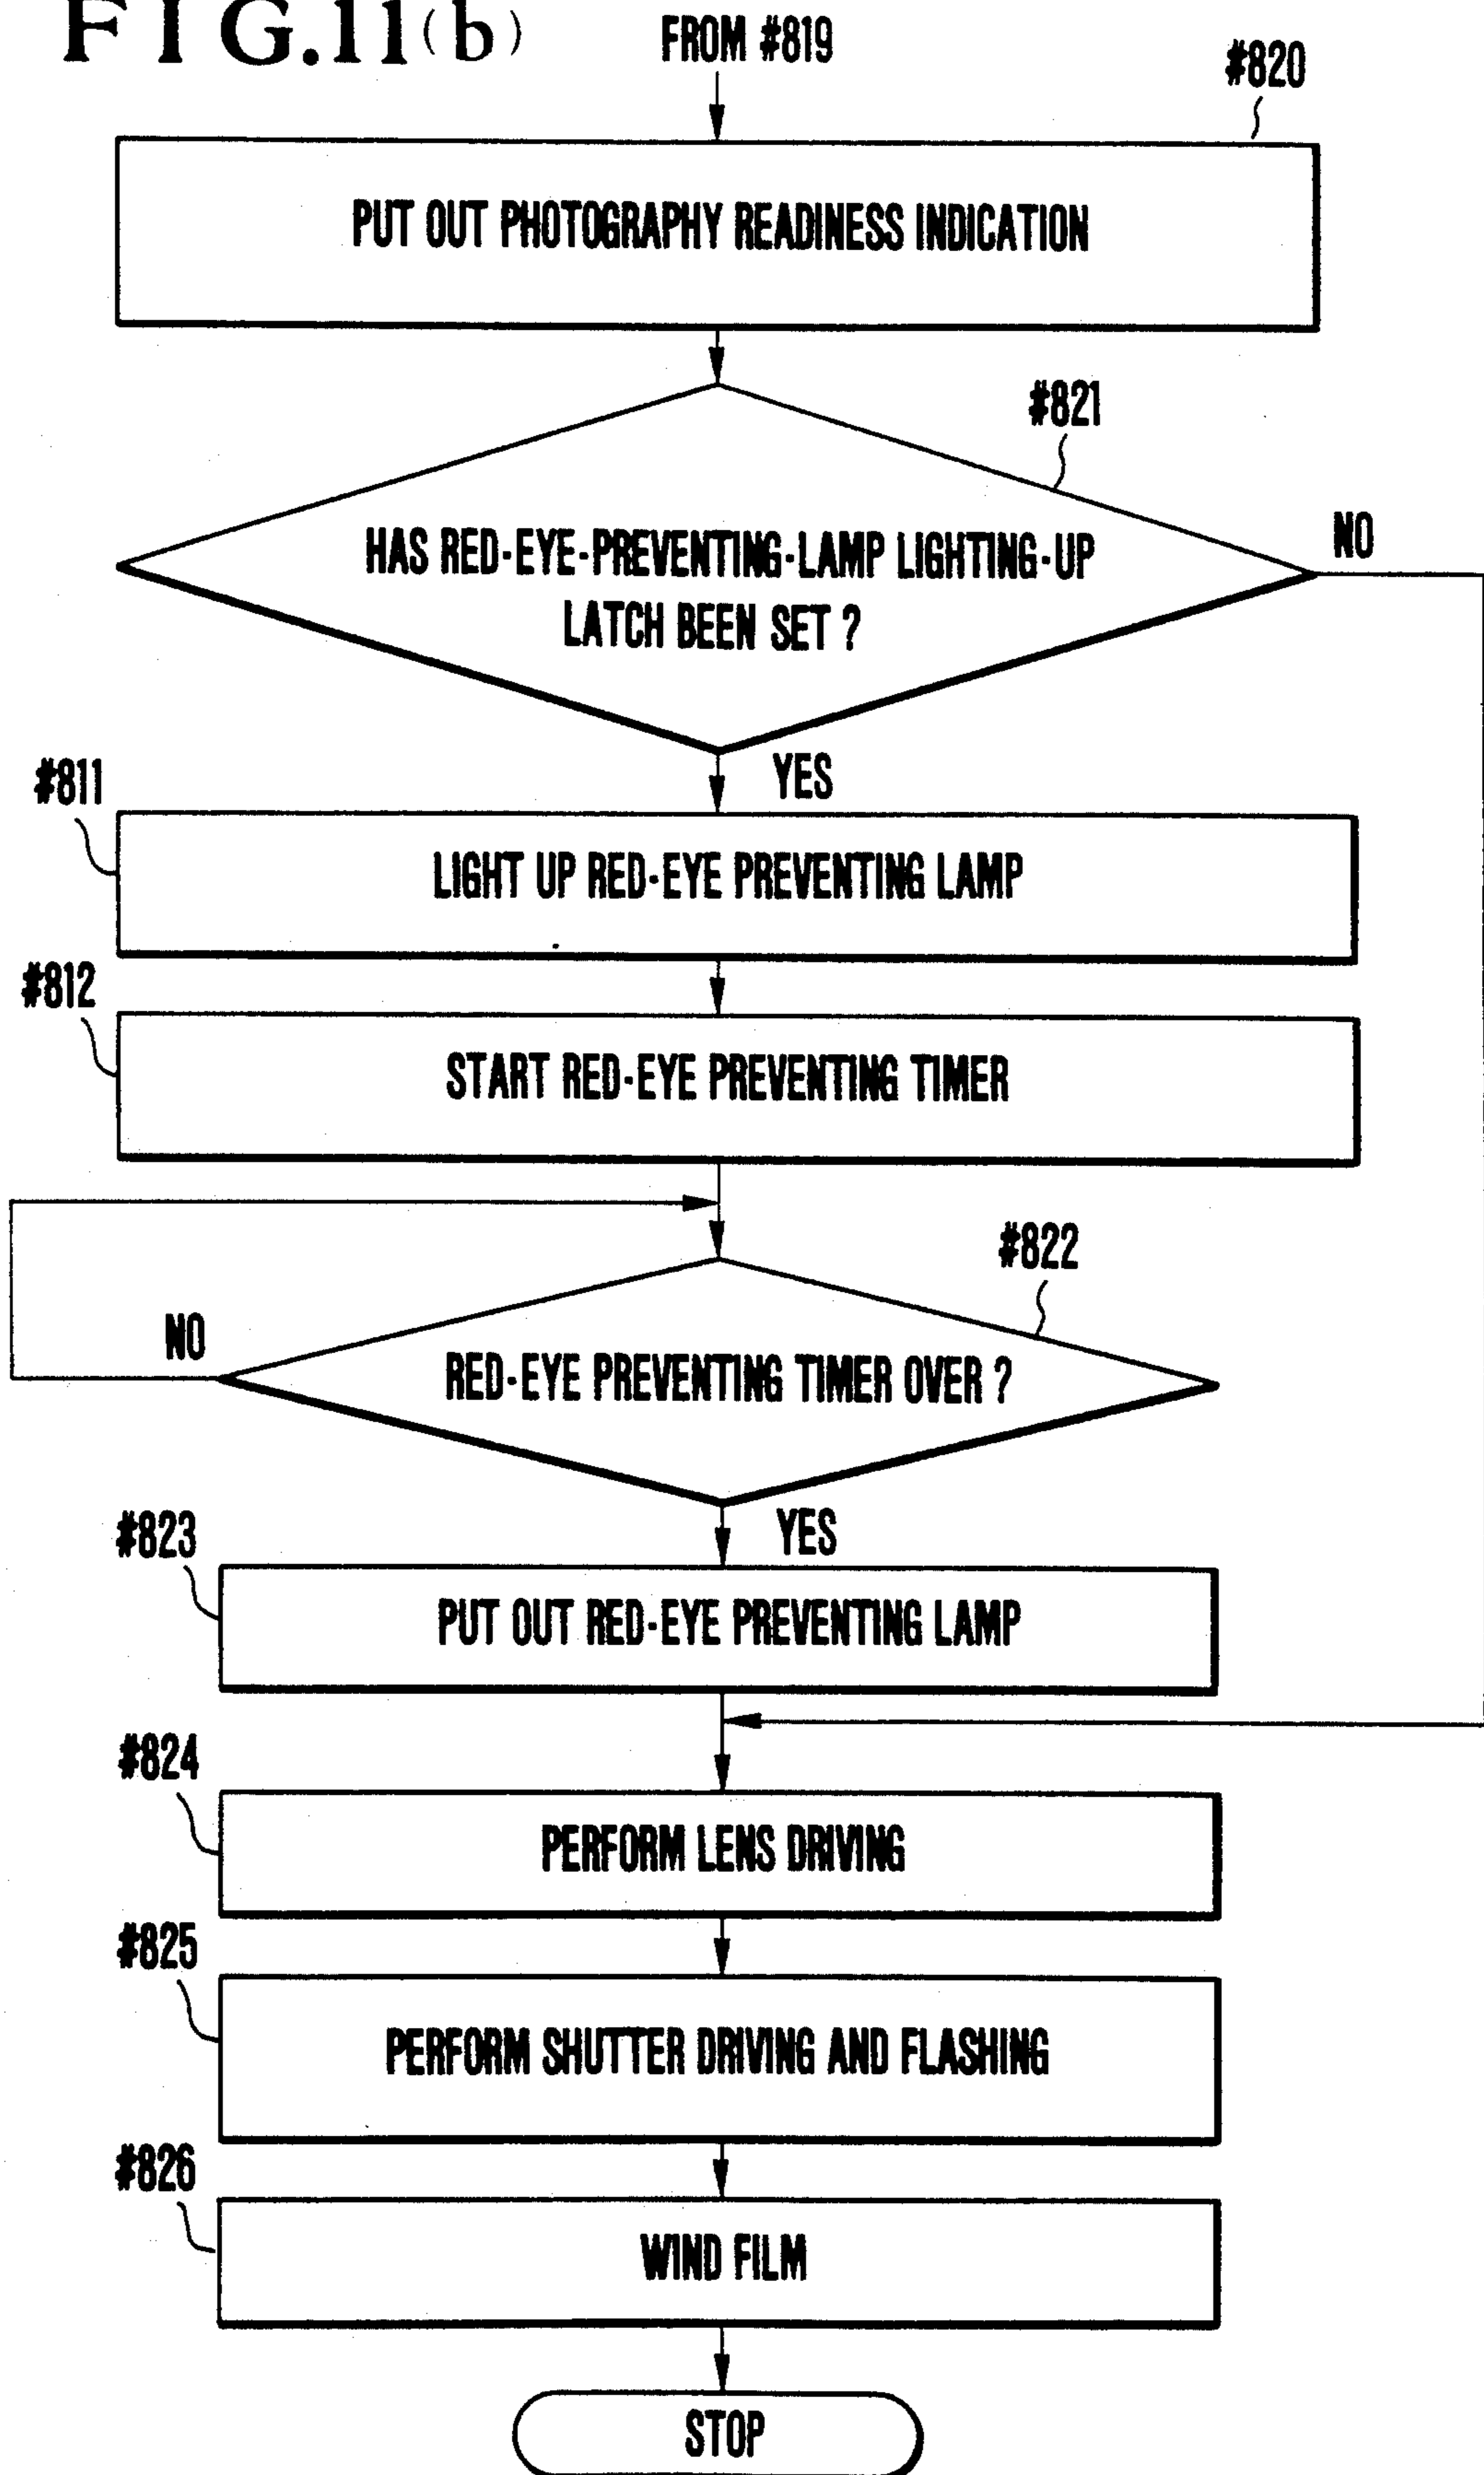 FIG.11(b)
FROM #819
#820
PUT OUT PHOTOGRAPHY READINESS INDICATION
#821
HAS RED-EYE-PREVENTING-LAMP LIGHTING-UP
LATCH BEEN SET ?
NO
YES
#811
LIGHT UP RED-EYE PREVENTING LAMP
#812
START RED-EYE PREVENTING TIMER
#822
NO
RED-EYE PREVENTING TIMER OVER ?
YES
#823
PUT OUT RED-EYE PREVENTING LAMP
#824
PERFORM LENS DRIVING
#825
PERFORM SHUTTER DRIVING AND FLASHING
#826
WIND FILM
STOP